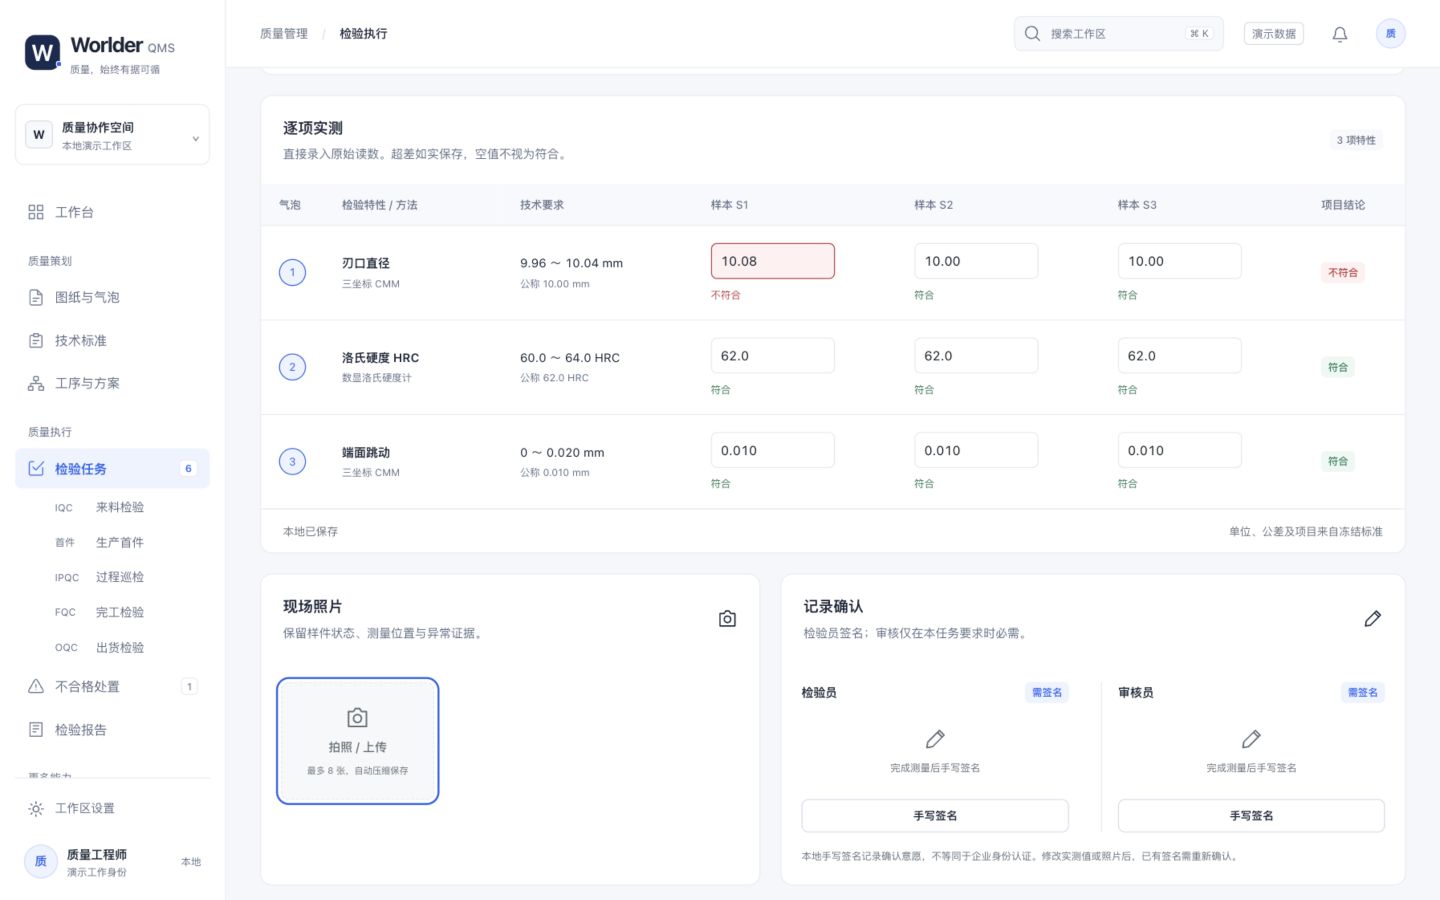 W
Worlder QMS
质量，始终有据可循
W
质量协作空间
本地演示工作区
工作台
质量策划
图纸与气泡
技术标准
工序与方案
质量执行
检验任务 6
IQC 来料检验
首件 生产首件
IPQC 过程巡检
FQC 完工检验
OQC 出货检验
不合格处置 1
检验报告
更多能力
工作区设置
质
质量工程师
演示工作身份
本地
质量管理 / 检验执行
搜索工作区 ⌘ K
演示数据
质
逐项实测
直接录入原始读数。超差如实保存，空值不视为符合。
3 项特性
气泡 检验特性 / 方法 技术要求 样本 S1 样本 S2 样本 S3 项目结论
1 刃口直径 9.96 ～ 10.04 mm 10.08 10.00 10.00 不符合
三坐标 CMM 公称 10.00 mm 不符合 符合 符合
2 洛氏硬度 HRC 60.0 ～ 64.0 HRC 62.0 62.0 62.0 符合
数显洛氏硬度计 公称 62.0 HRC 符合 符合 符合
3 端面跳动 0 ～ 0.020 mm 0.010 0.010 0.010 符合
三坐标 CMM 公称 0.010 mm 符合 符合 符合
本地已保存 单位、公差及项目来自冻结标准
现场照片
保留样件状态、测量位置与异常证据。
拍照 / 上传
最多 8 张，自动压缩保存
记录确认
检验员签名；审核仅在本任务要求时必需。
检验员 需签名
完成测量后手写签名
手写签名
审核员 需签名
完成测量后手写签名
手写签名
本地手写签名记录确认意愿，不等同于企业身份认证。修改实测值或照片后，已有签名需重新确认。